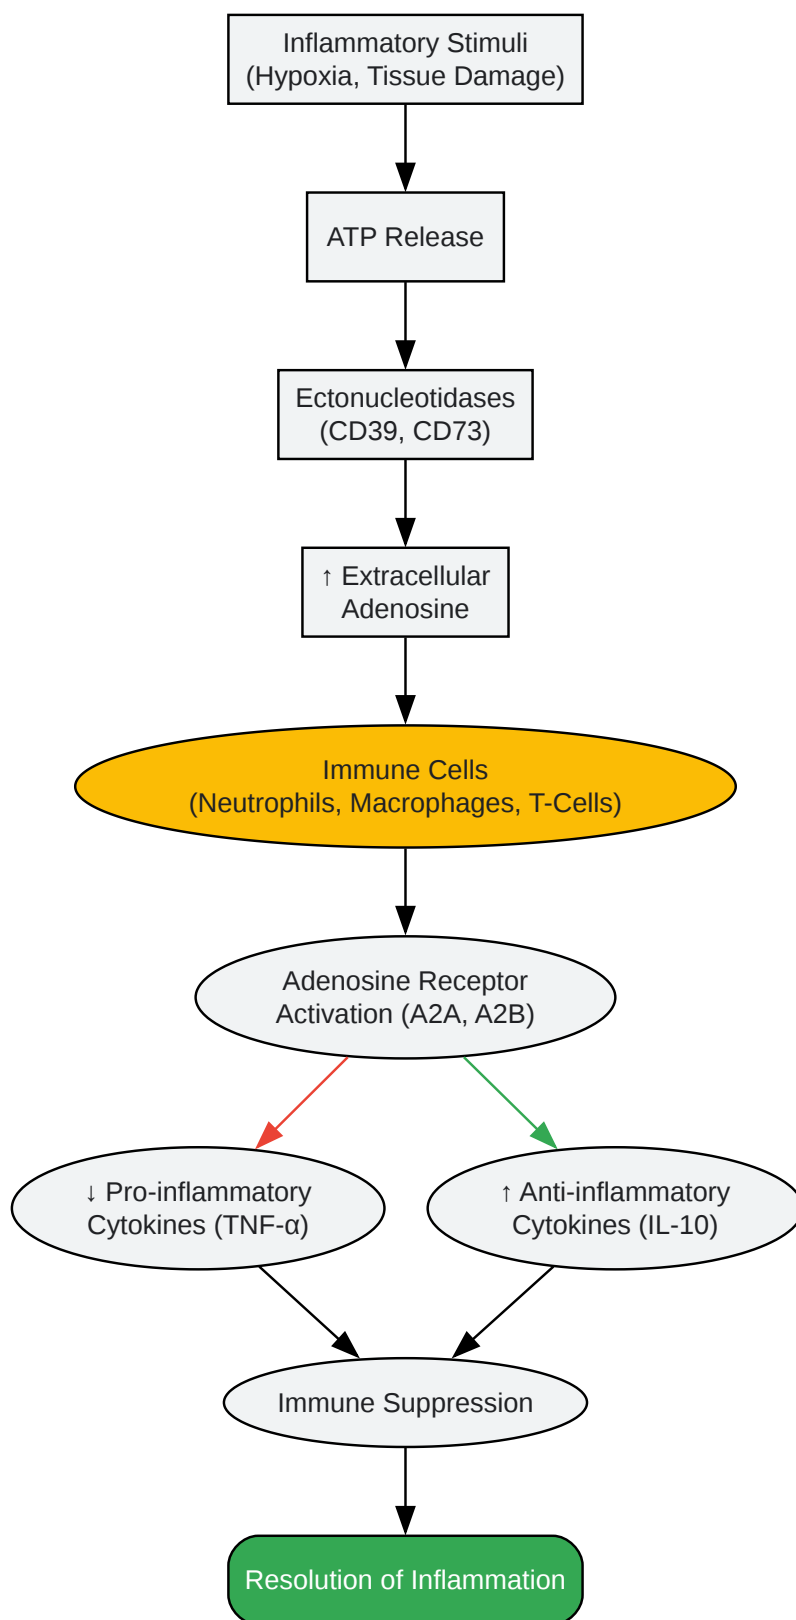 Inflammatory Stimuli
(Hypoxia, Tissue Damage)
ATP Release
Ectonucleotidases
(CD39, CD73)
↑ Extracellular
Adenosine
Immune Cells
(Neutrophils, Macrophages, T-Cells)
Adenosine Receptor
Activation (A2A, A2B)
↓ Pro-inflammatory
Cytokines (TNF-α)
↑ Anti-inflammatory
Cytokines (IL-10)
Immune Suppression
Resolution of Inflammation